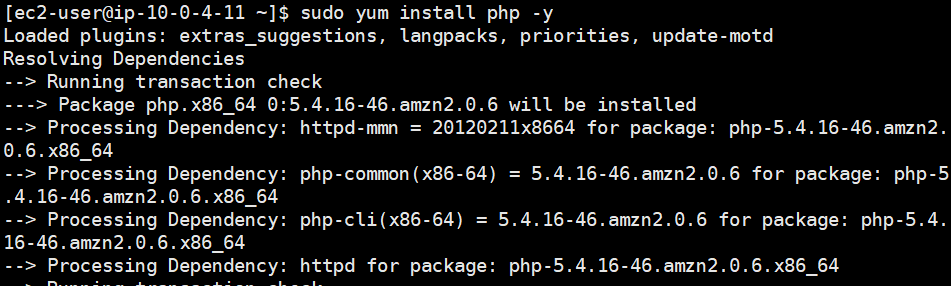 [ec2-user@ip-10-0-4-11 ~]$ sudo yum install php -y
Loaded plugins: extras_suggestions, langpacks, priorities, update-motd
Resolving Dependencies
--> Running transaction check
---> Package php.x86_64 0:5.4.16-46.amzn2.0.6 will be installed
--> Processing Dependency: httpd-mmn = 20120211x8664 for package: php-5.4.16-46.amzn2.
0.6.x86_64
--> Processing Dependency: php-common(x86-64) = 5.4.16-46.amzn2.0.6 for package: php-5
.4.16-46.amzn2.0.6.x86_64
--> Processing Dependency: php-cli(x86-64) = 5.4.16-46.amzn2.0.6 for package: php-5.4.
16-46.amzn2.0.6.x86_64
--> Processing Dependency: httpd for package: php-5.4.16-46.amzn2.0.6.x86_64
--> Running transaction check